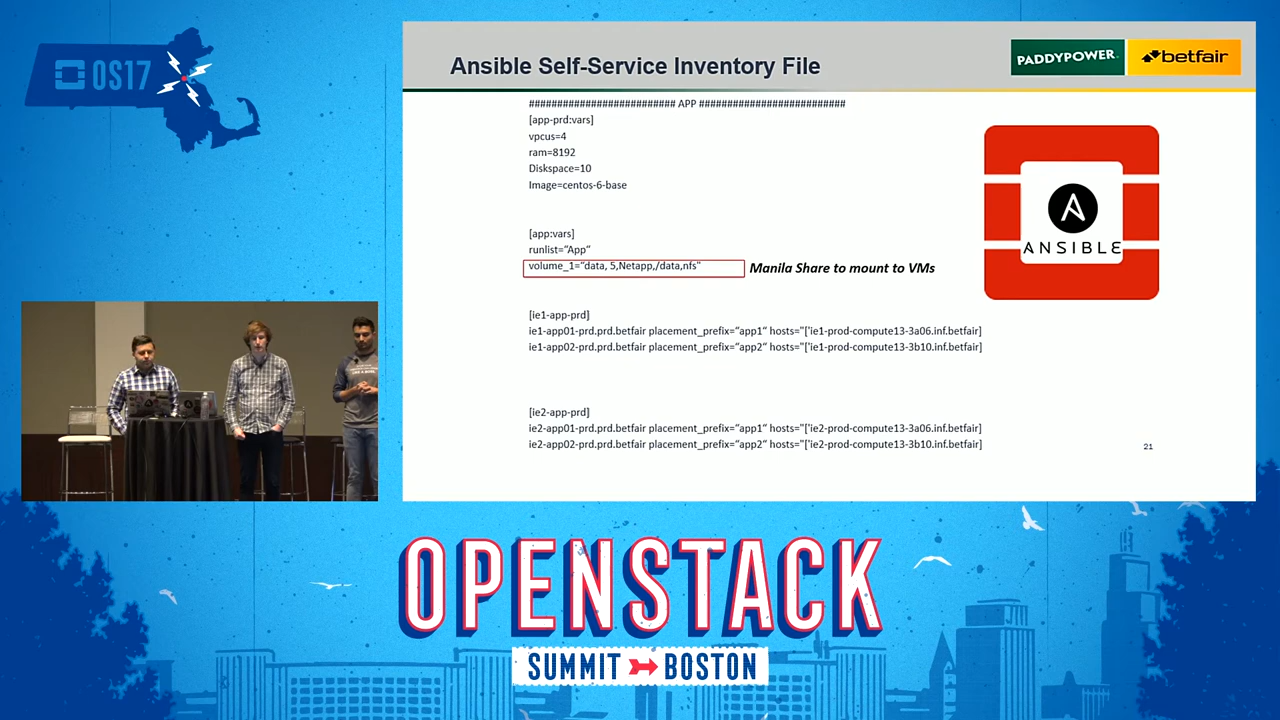 OS17
Ansible Self-Service Inventory File
PADDYPOWER.
betfair
########################## APP ##########################
[app-prd:vars]
vpcus=4
ram=8192
Diskspace=10
Image=centos-6-base
[app:vars]
runlist="App"
volume_1="data, 5,Netapp,/data,nfs"
Manila Share to mount to VMs
ANSIBLE
[ie1-app-prd]
ie1-app01-prd.prd.betfair placement_prefix="app1" hosts="['ie1-prod-compute13-3a06.inf.betfair]
ie1-app02-prd.prd.betfair placement_prefix="app2" hosts="['ie1-prod-compute13-3b10.inf.betfair]
[ie2-app-prd]
ie2-app01-prd.prd.betfair placement_prefix="app1" hosts="['ie2-prod-compute13-3a06.inf.betfair]
ie2-app02-prd.prd.betfair placement_prefix="app2" hosts="['ie2-prod-compute13-3b10.inf.betfair]
21
OPENSTACK
SUMMIT BOSTON